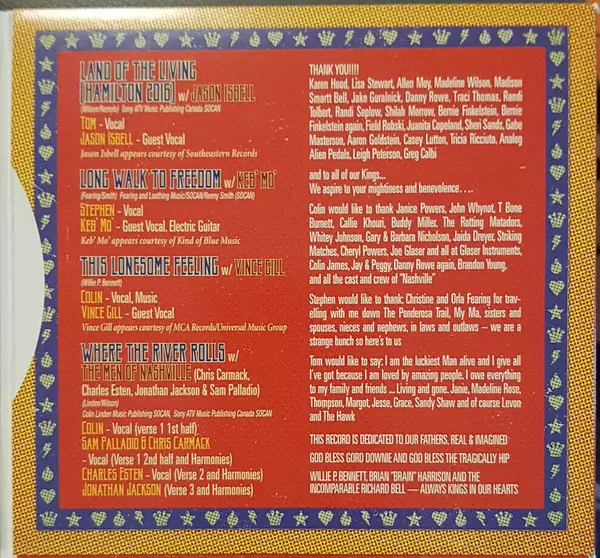 LAND OF THE LIVING
(HAMILTON 2016) w/ JASON ISBELL
(Wilson/Remolo) Sony ATV Music Publishing Canada SOCAN
TOM - Vocal
JASON ISBELL - Guest Vocal
Jason Isbell appears courtesy of Southeastern Records
LONG WALK TO FREEDOM w/ KEB' MO'
(Fearing/Smith) Fearing and Loathing Music/SOCAN/Reeny Smith (SOCAN)
STEPHEN - Vocal
KEB' MO' - Guest Vocal, Electric Guitar
Keb' Mo' appears courtesy of Kind of Blue Music
THIS LONESOME FEELING w/ VINCE GILL
(Willie P. Bennett)
COLIN - Vocal, Music
VINCE GILL - Guest Vocal
Vince Gill appears courtesy of MCA Records/Universal Music Group
WHERE THE RIVER ROLLS w/
THE MEN OF NASHVILLE (Chris Carmack,
Charles Esten, Jonathan Jackson & Sam Palladio)
(Linden/Wilson)
Colin Linden Music Publishing SOCAN, Sony ATV Music Publishing Canada SOCAN
COLIN - Vocal (verse 1 1st half)
SAM PALLADIO & CHRIS CARMACK
- Vocal (Verse 1 2nd half and Harmonies)
CHARLES ESTEN - Vocal (Verse 2 and Harmonies)
JONATHAN JACKSON (Verse 3 and Harmonies)
THANK YOU!!!!
Karen Hood, Lisa Stewart, Allen Moy, Madeline Wilson, Madison
Smartt Bell, Jake Guralnick, Danny Rowe, Traci Thomas, Randi
Tolbert, Randi Seplow, Shilah Morrow, Bernie Finkelstein, Bernie
Finkelstein again, Field Robski, Juanita Copeland, Sheri Sands, Gabe
Masterson, Aaron Goldstein, Casey Lutton, Tricia Ricciuto, Analog
Alien Pedals, Leigh Peterson, Greg Calbi
and to all of our Kings...
We aspire to your mightiness and benevolence....
Colin would like to thank Janice Powers, John Whynot, T Bone
Burnett, Callie Khouri, Buddy Miller. The Rotting Matadors,
Whitey Johnson, Gary & Barbara Nicholson, Jaida Dreyer, Striking
Matches, Cheryl Powers, Joe Glaser and all at Glaser Instruments,
Colin James, Jay & Peggy, Danny Rowe again, Brandon Young,
and all the cast and crew of "Nashville"
Stephen would like to thank: Christine and Orla Fearing for trav-
elling with me down The Ponderosa Trail, My Ma, sisters and
spouses, nieces and nephews, in laws and outlaws – we are a
strange bunch so here's to us
Tom would like to say; I am the luckiest Man alive and I give all
I've got because I am loved by amazing people. I owe everything
to my family and friends ... Living and gone. Janie, Madeline Rose,
Thompson, Margot, Jesse, Grace, Sandy Shaw and of course Levon
and The Hawk
THIS RECORD IS DEDICATED TO OUR FATHERS, REAL & IMAGINED
GOD BLESS GORD DOWNIE AND GOD BLESS THE TRAGICALLY HIP
WILLIE P. BENNETT, BRIAN "BRAIN" HARRISON AND THE
INCOMPARABLE RICHARD BELL — ALWAYS KINGS IN OUR HEARTS